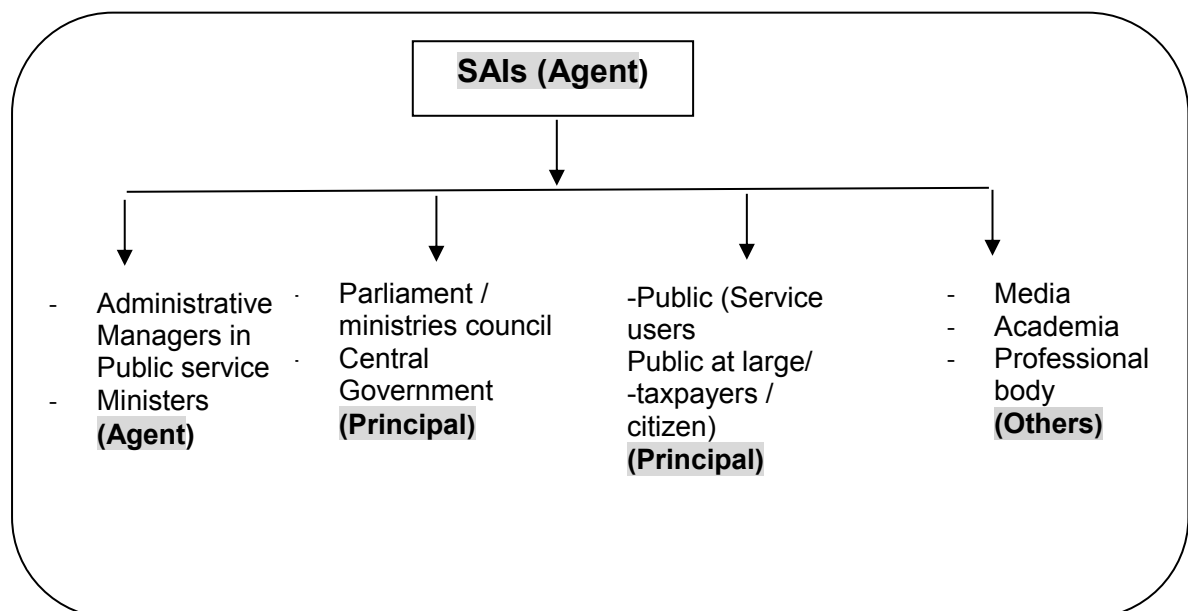 SAIs (Agent)
- Administrative
Managers in
Public service
- Ministers
(Agent)
- Parliament /
ministries council
- Central
Government
(Principal)
-Public (Service
users
Public at large/
-taxpayers /
citizen)
(Principal)
- Media
- Academia
- Professional
body
(Others)